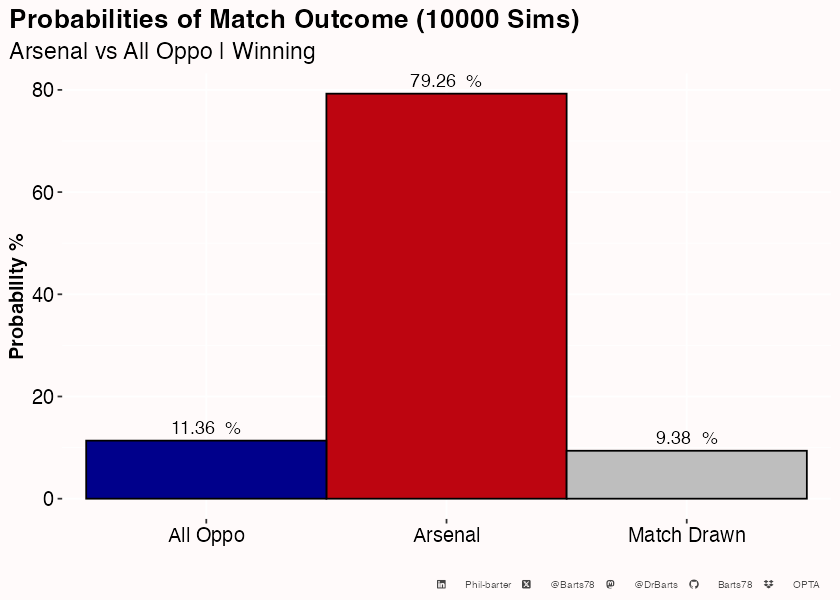 Probabilities of Match Outcome (10000 Sims)
Arsenal vs All Oppo | Winning
79.26 %
80
60
40
20
0
Probability %
11.36 %
9.38 %
All Oppo Arsenal Match Drawn
Phil-barter @Barts78 @DrBarts Barts78 OPTA